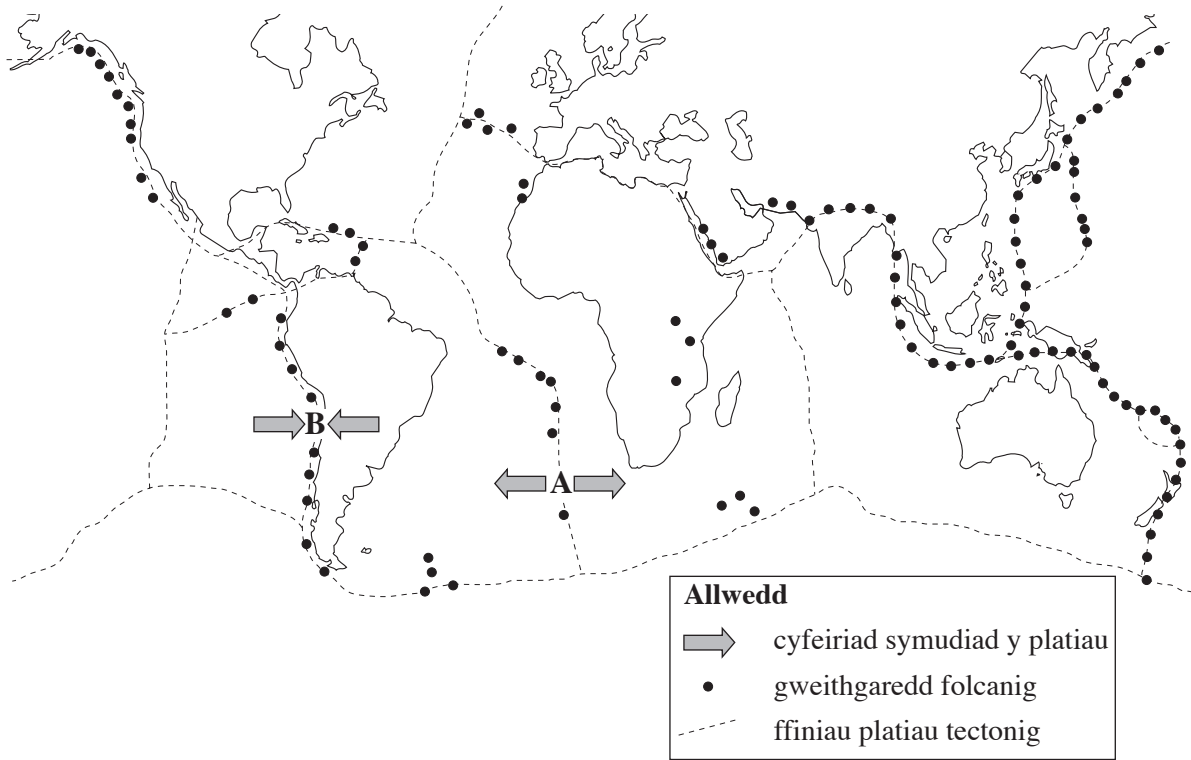 B
A
Allwedd
cyfeiriad symudiad y platiau
gweithgaredd folcanig
ffiniau platiau tectonig